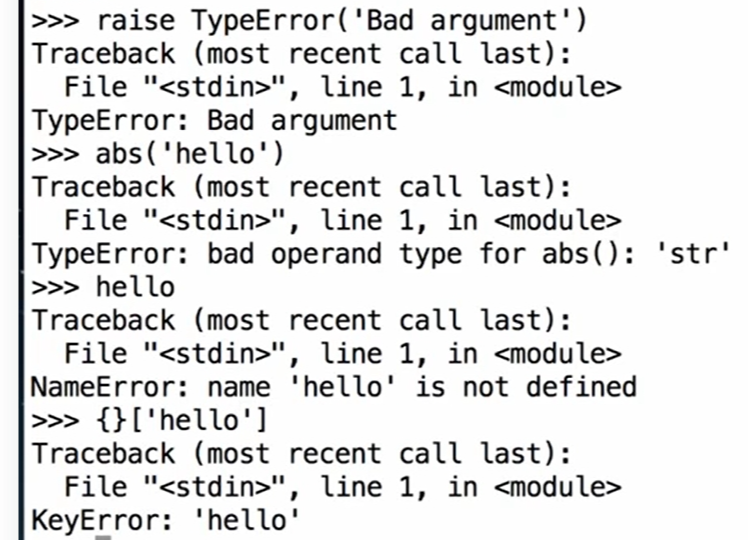 >>> raise TypeError('Bad argument')
Traceback (most recent call last):
  File "<stdin>", line 1, in <module>
TypeError: Bad argument
>>> abs('hello')
Traceback (most recent call last):
  File "<stdin>", line 1, in <module>
TypeError: bad operand type for abs(): 'str'
>>> hello
Traceback (most recent call last):
  File "<stdin>", line 1, in <module>
NameError: name 'hello' is not defined
>>> {}['hello']
Traceback (most recent call last):
  File "<stdin>", line 1, in <module>
KeyError: 'hello'